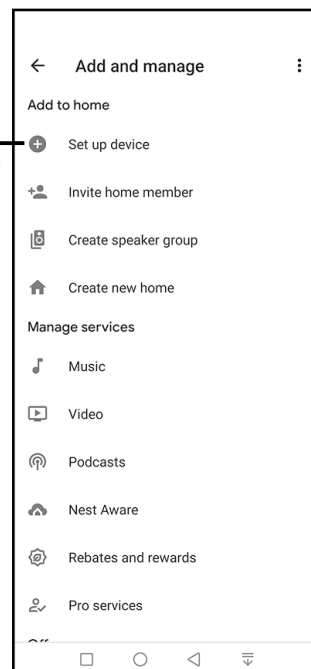 Add and manage
Add to home
Set up device
Invite home member
Create speaker group
Create new home
Manage services
Music
Video
Podcasts
Nest Aware
Rebates and rewards
Pro services